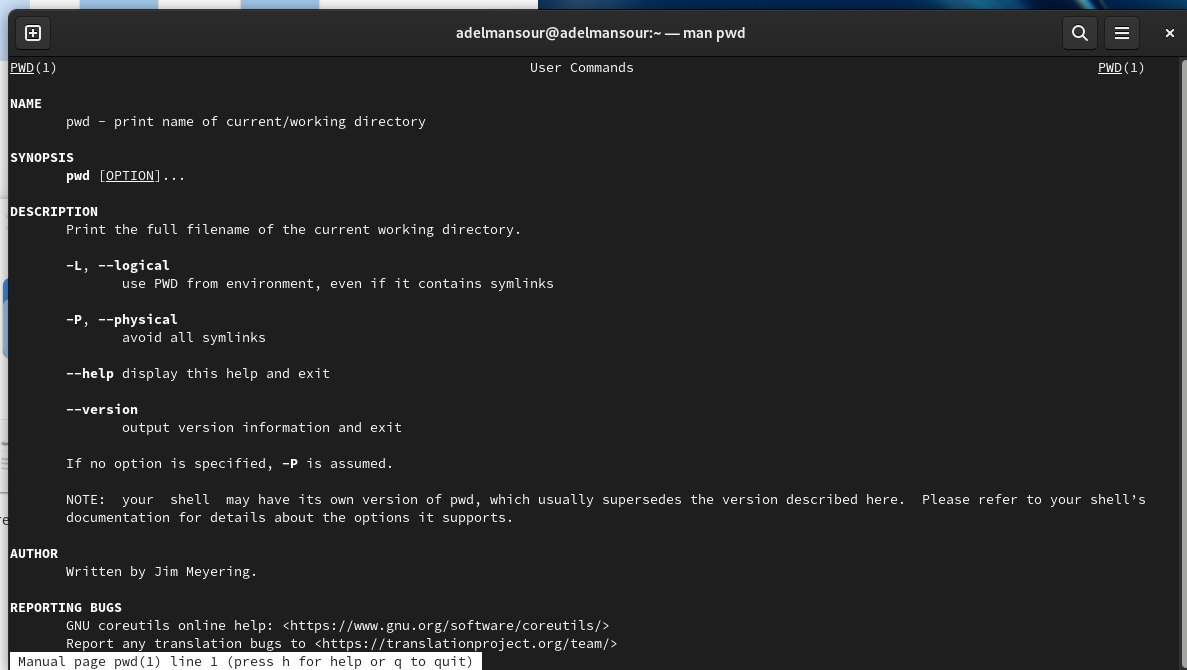 adelmansour@adelmansour:~ — man pwd
PWD(1) User Commands PWD(1)
NAME
pwd - print name of current/working directory
SYNOPSIS
pwd [OPTION]...
DESCRIPTION
Print the full filename of the current working directory.
-L, --logical
use PWD from environment, even if it contains symlinks
-P, --physical
avoid all symlinks
--help display this help and exit
--version
output version information and exit
If no option is specified, -P is assumed.
NOTE:  your  shell  may have its own version of pwd, which usually supersedes the version described here.  Please refer to your shell’s
documentation for details about the options it supports.
AUTHOR
Written by Jim Meyering.
REPORTING BUGS
GNU coreutils online help: <https://www.gnu.org/software/coreutils/>
Report any translation bugs to <https://translationproject.org/team/>
Manual page pwd(1) line 1 (press h for help or q to quit)